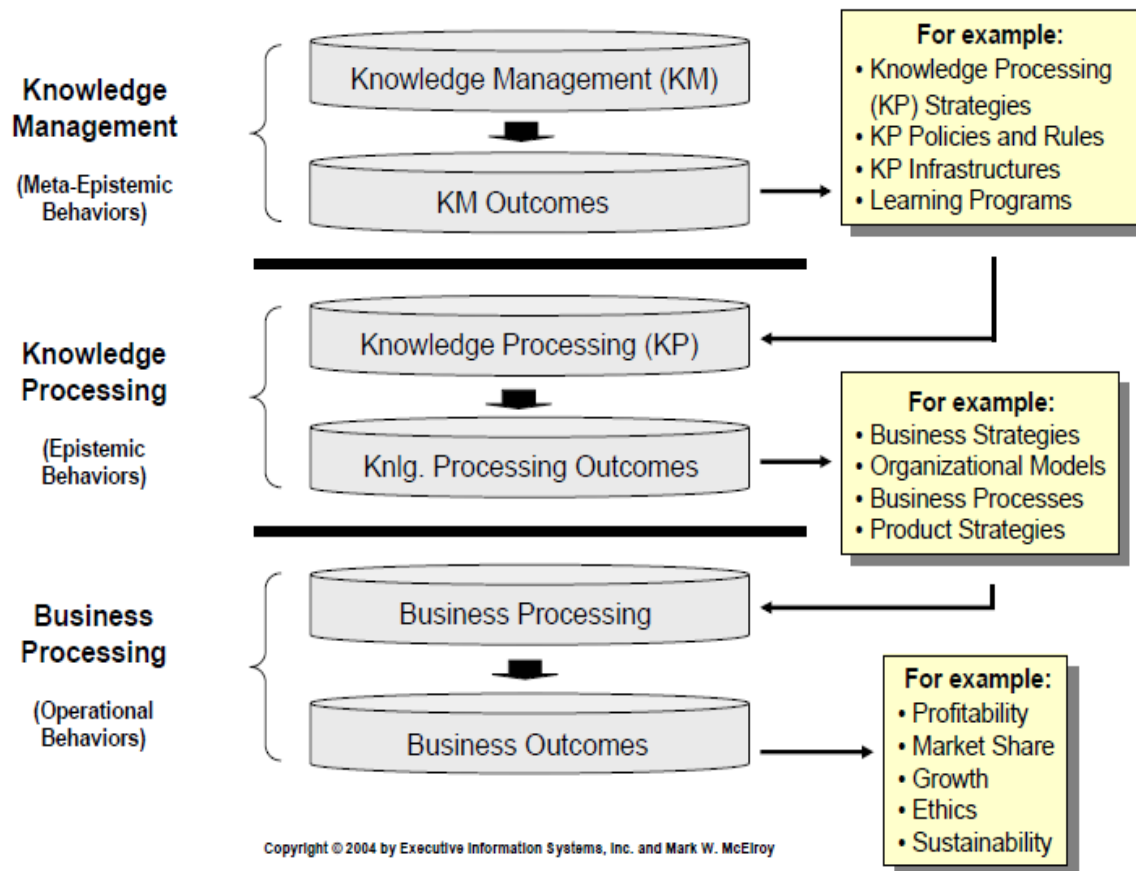 Knowledge
Management
(Meta-Epistemic
Behaviors)
Knowledge Management (KM)
KM Outcomes
For example:
• Knowledge Processing
(KP) Strategies
• KP Policies and Rules
• KP Infrastructures
• Learning Programs
Knowledge
Processing
(Epistemic
Behaviors)
Knowledge Processing (KP)
Knlg. Processing Outcomes
For example:
• Business Strategies
• Organizational Models
• Business Processes
• Product Strategies
Business
Processing
(Operational
Behaviors)
Business Processing
Business Outcomes
For example:
• Profitability
• Market Share
• Growth
• Ethics
• Sustainability
Copyright © 2004 by Executive Information Systems, Inc. and Mark W. McElroy